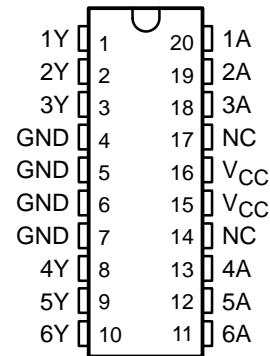 1Y 1 20 1A
2Y 2 19 2A
3Y 3 18 3A
GND 4 17 NC
GND 5 16 VCC
GND 6 15 VCC
GND 7 14 NC
4Y 8 13 4A
5Y 9 12 5A
6Y 10 11 6A